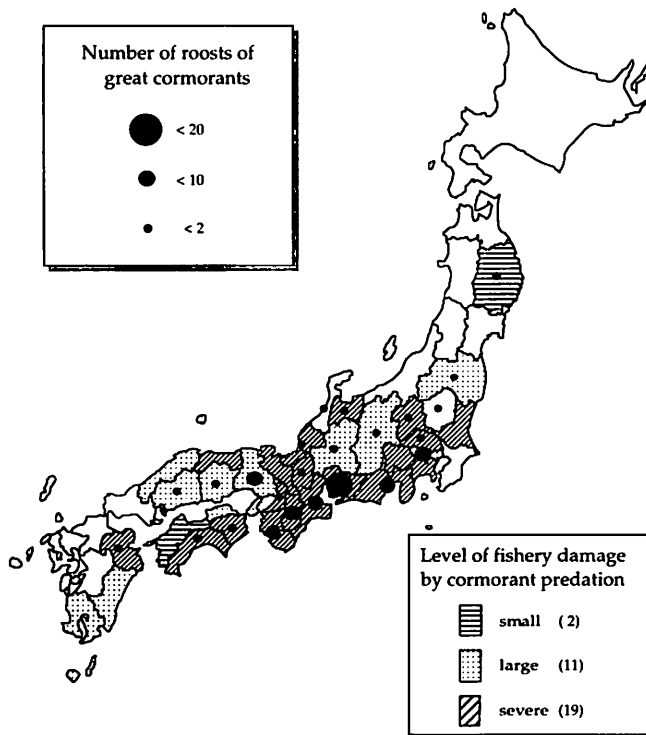 Number of roosts of
great cormorants
< 20
< 10
< 2
Level of fishery damage
by cormorant predation
small (2)
large (11)
severe (19)